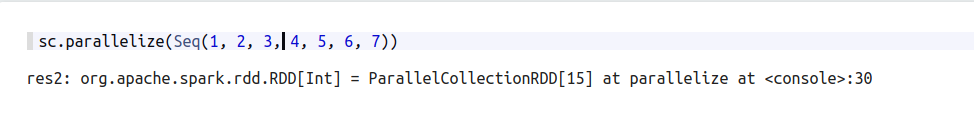 sc.parallelize(Seq(1, 2, 3, 4, 5, 6, 7))
res2: org.apache.spark.rdd.RDD[Int] = ParallelCollectionRDD[15] at parallelize at <console>:30